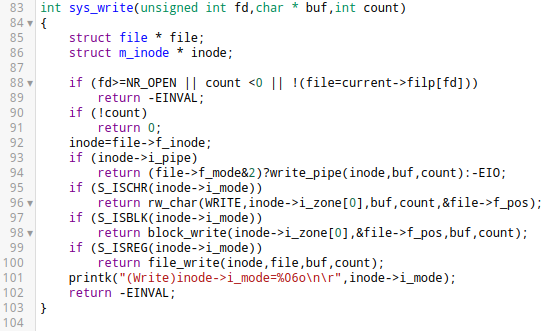 83 int sys_write(unsigned int fd,char * buf,int count)
84 {
85     struct file * file;
86     struct m_inode * inode;
87
88     if (fd>=NR_OPEN || count <0 || !(file=current->filp[fd]))
89         return -EINVAL;
90     if (!count)
91         return 0;
92     inode=file->f_inode;
93     if (inode->i_pipe)
94         return (file->f_mode&2)?write_pipe(inode,buf,count):-EIO;
95     if (S_ISCHR(inode->i_mode))
96         return rw_char(WRITE,inode->i_zone[0],buf,count,&file->f_pos);
97     if (S_ISBLK(inode->i_mode))
98         return block_write(inode->i_zone[0],&file->f_pos,buf,count);
99     if (S_ISREG(inode->i_mode))
100         return file_write(inode,file,buf,count);
101     printk("(Write)inode->i_mode=%06o\n\r",inode->i_mode);
102     return -EINVAL;
103 }
104